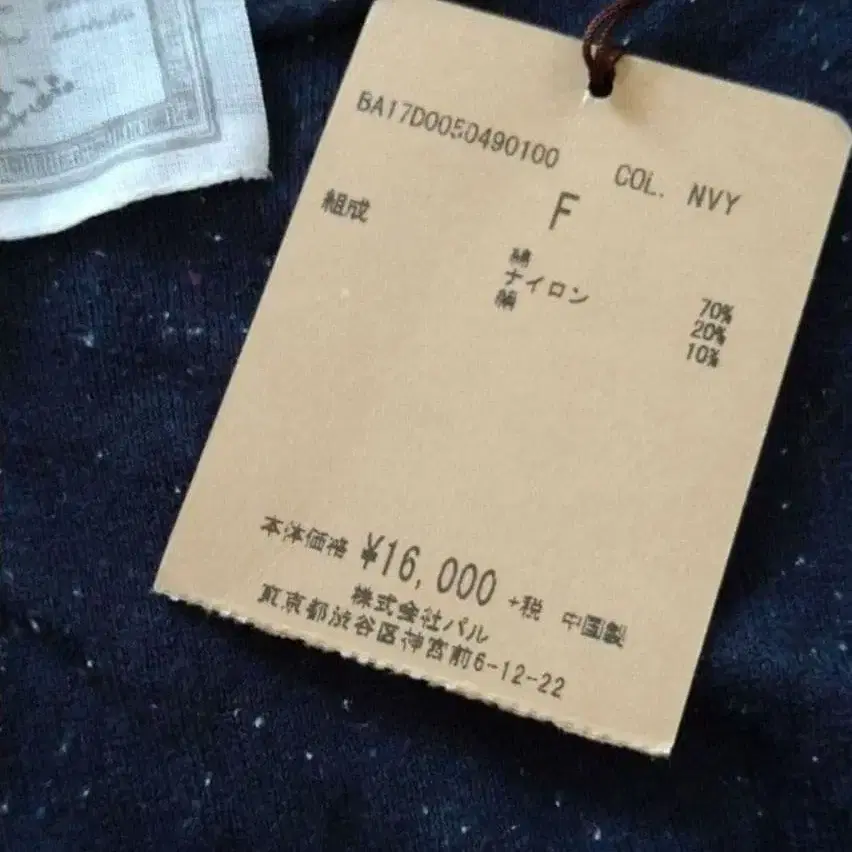 BA17D0050490100 COL. NVY
組成 F
綿 70%
ナイロン 20%
絹 10%
本体価格 ¥16,000 +税 中国製
株式会社パル
東京都渋谷区神宮前6-12-22